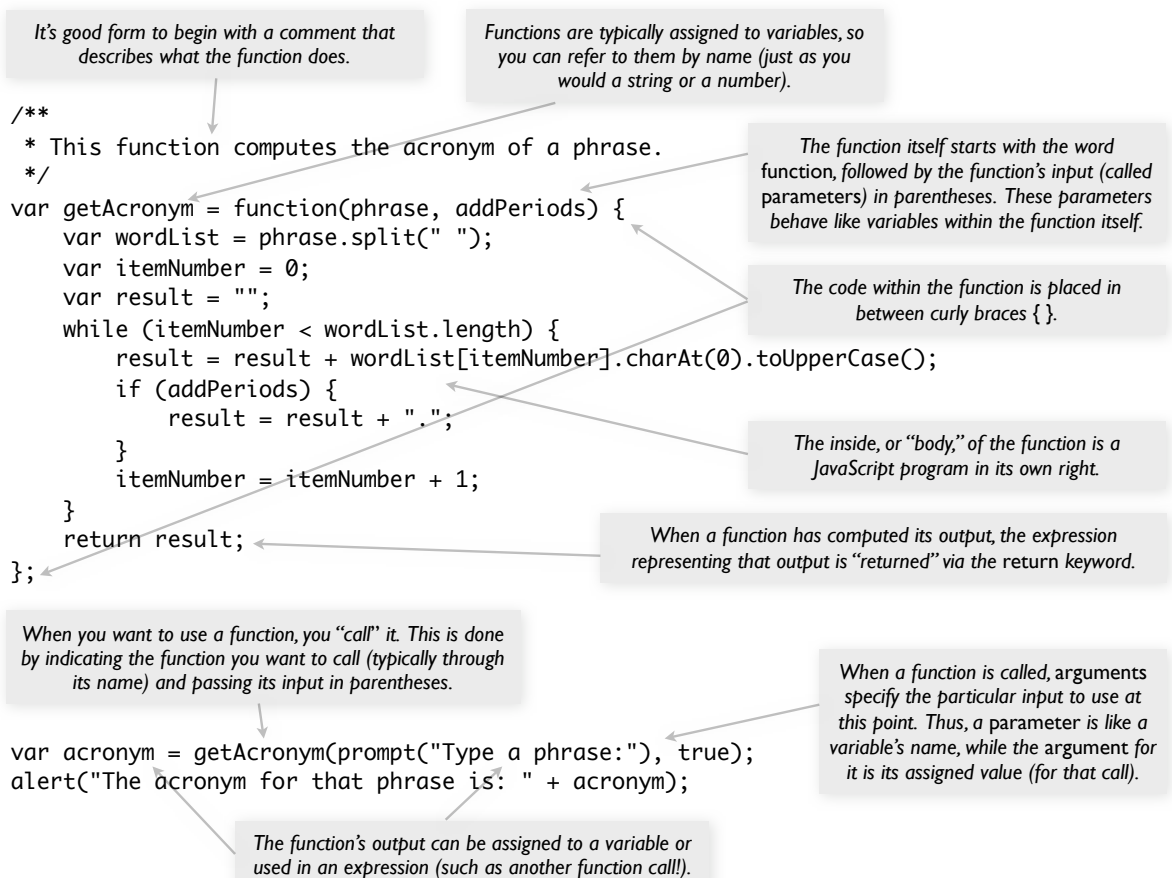 It's good form to begin with a comment that
describes what the function does.
Functions are typically assigned to variables, so
you can refer to them by name (just as you
would a string or a number).
/**
 * This function computes the acronym of a phrase.
 */
var getAcronym = function(phrase, addPeriods) {
    var wordList = phrase.split(" ");
    var itemNumber = 0;
    var result = "";
    while (itemNumber < wordList.length) {
        result = result + wordList[itemNumber].charAt(0).toUpperCase();
        if (addPeriods) {
            result = result + ".";
        }
        itemNumber = itemNumber + 1;
    }
    return result;
};
The function itself starts with the word
function, followed by the function's input (called
parameters) in parentheses. These parameters
behave like variables within the function itself.
The code within the function is placed in
between curly braces { }.
The inside, or “body,” of the function is a
JavaScript program in its own right.
When a function has computed its output, the expression
representing that output is “returned” via the return keyword.
When you want to use a function, you “call” it. This is done
by indicating the function you want to call (typically through
its name) and passing its input in parentheses.
When a function is called, arguments
specify the particular input to use at
this point. Thus, a parameter is like a
variable's name, while the argument for
it is its assigned value (for that call).
var acronym = getAcronym(prompt("Type a phrase:"), true);
alert("The acronym for that phrase is: " + acronym);
The function's output can be assigned to a variable or
used in an expression (such as another function call!).